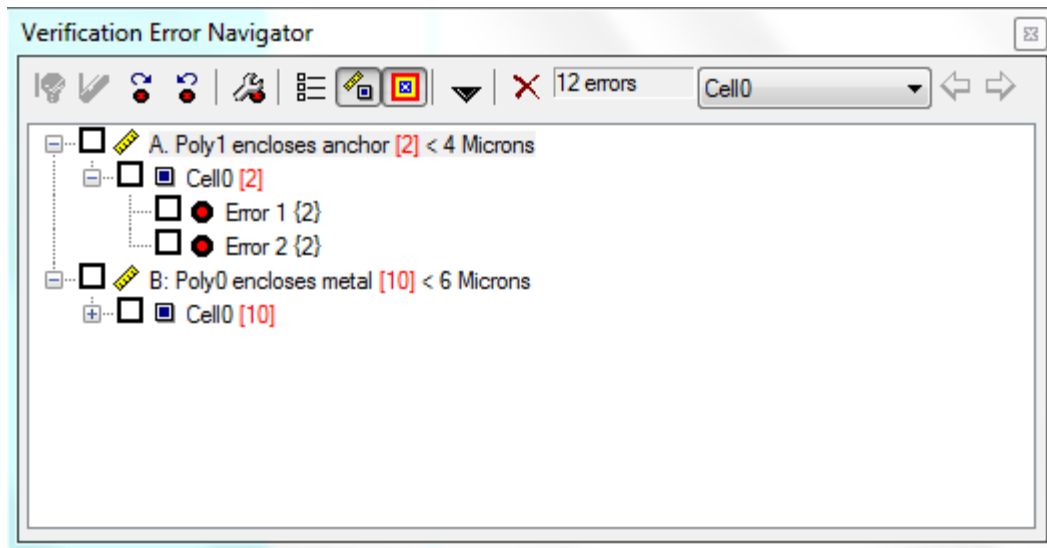 Verification Error Navigator
12 errors Cell0
A. Poly1 encloses anchor [2] < 4 Microns
Cell0 [2]
Error 1 {2}
Error 2 {2}
B: Poly0 encloses metal [10] < 6 Microns
Cell0 [10]